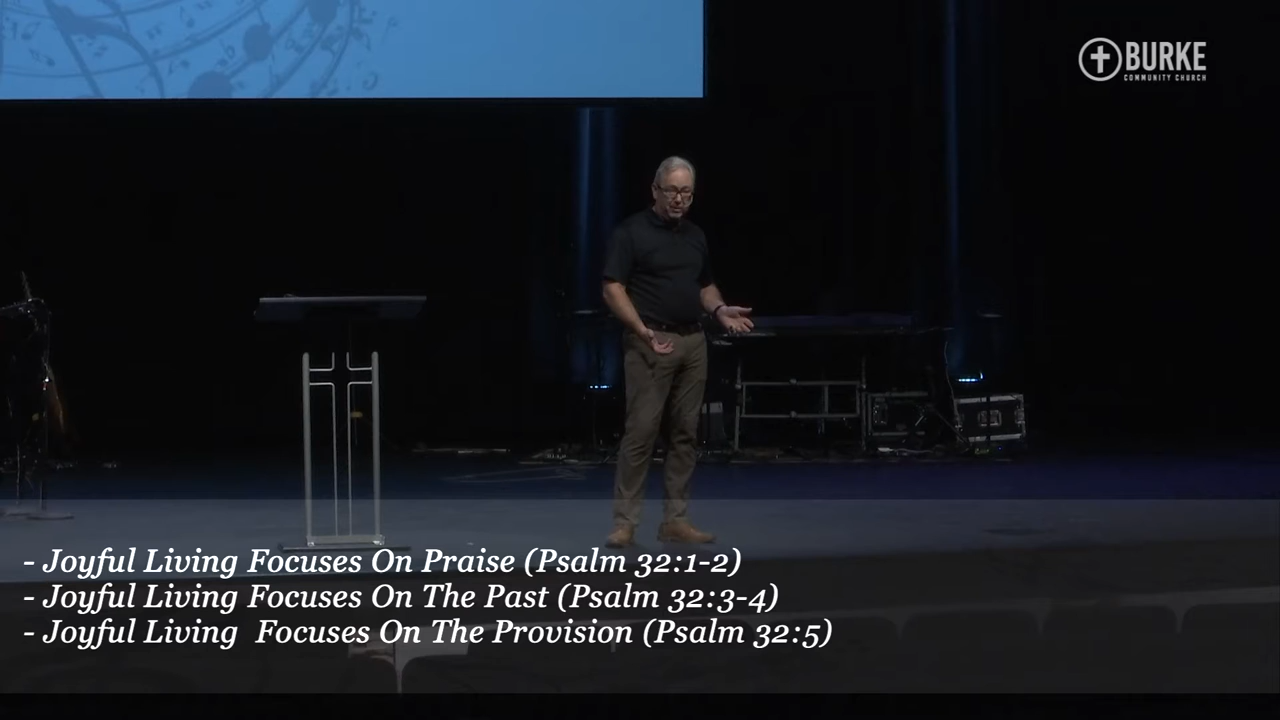 BURKE
COMMUNITY CHURCH
- Joyful Living Focuses On Praise (Psalm 32:1-2)
- Joyful Living Focuses On The Past (Psalm 32:3-4)
- Joyful Living  Focuses On The Provision (Psalm 32:5)